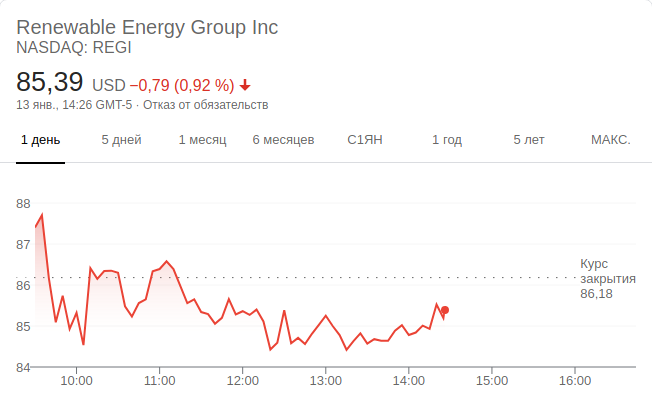 Renewable Energy Group Inc
NASDAQ: REGI
85,39 USD −0,79 (0,92 %)
13 янв., 14:26 GMT-5 · Отказ от обязательств
1 день 5 дней 1 месяц 6 месяцев С1ЯН 1 год 5 лет МАКС.
88
87
86
85
84
Курс
закрытия
86,18
10:00 11:00 12:00 13:00 14:00 15:00 16:00